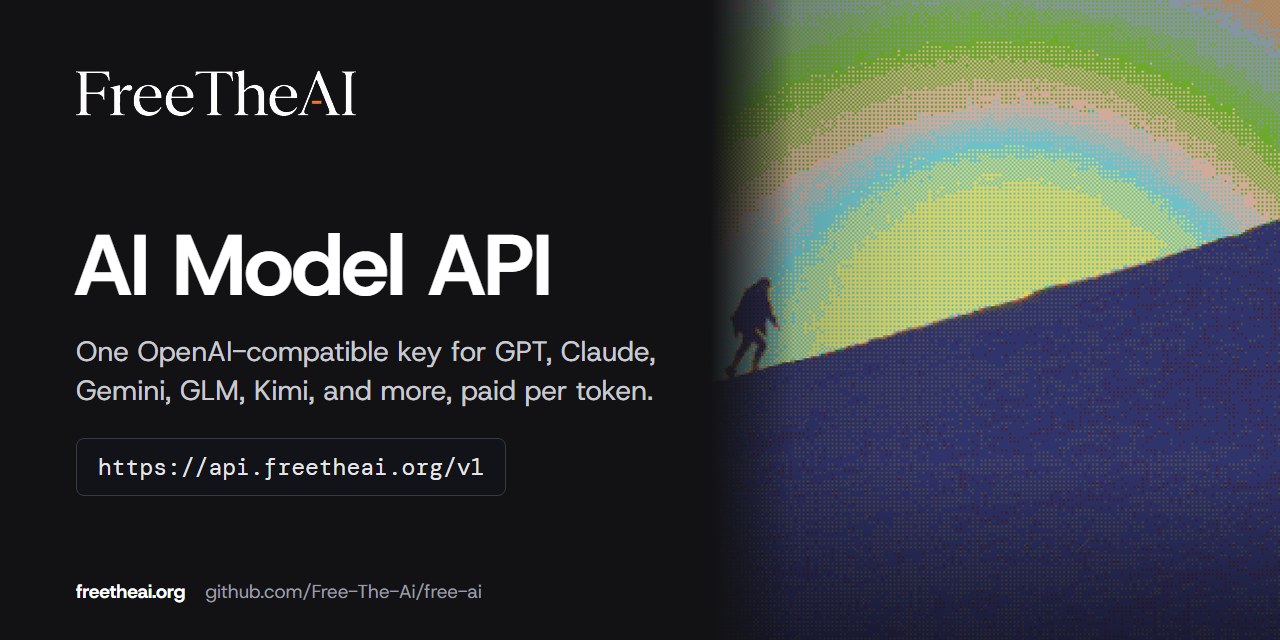 FreeTheAI
AI Model API
One OpenAI-compatible key for GPT, Claude,
Gemini, GLM, Kimi, and more, paid per token.
https://api.freetheai.org/v1
freetheai.org github.com/Free-The-Ai/free-ai